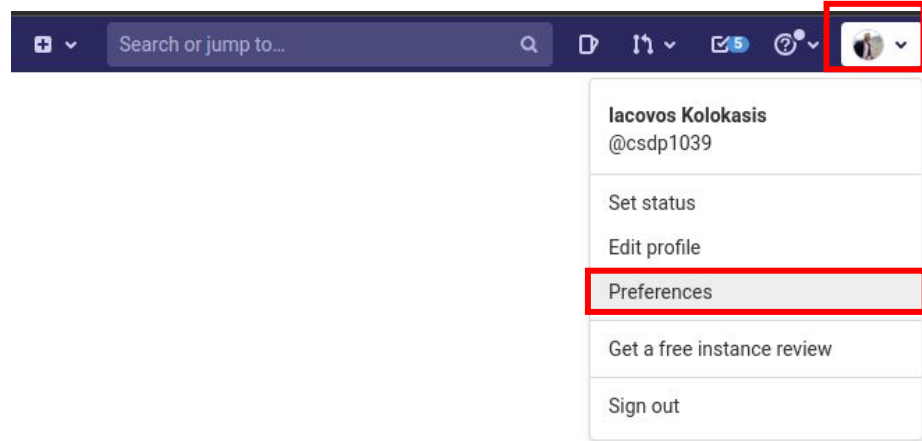 Search or jump to...
5
Iacovos Kolokasis
@csdp1039
Set status
Edit profile
Preferences
Get a free instance review
Sign out